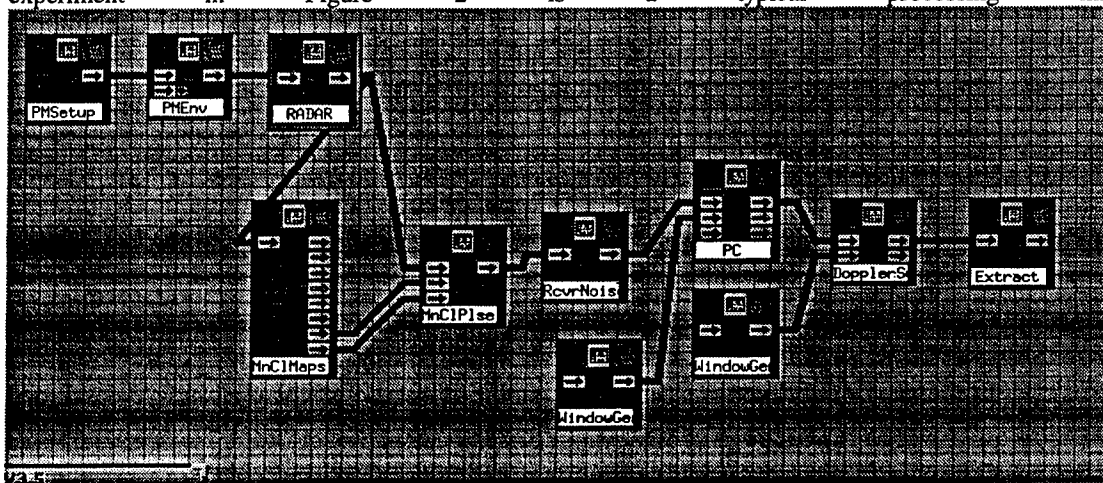 experiment in Figure 2 is a typical processing
PMSetup
PMEnv
RADAR
MnClMaps
MnClPlse
RcvrNois
WindowGe
PC
WindowGe
DopplerS
Extract